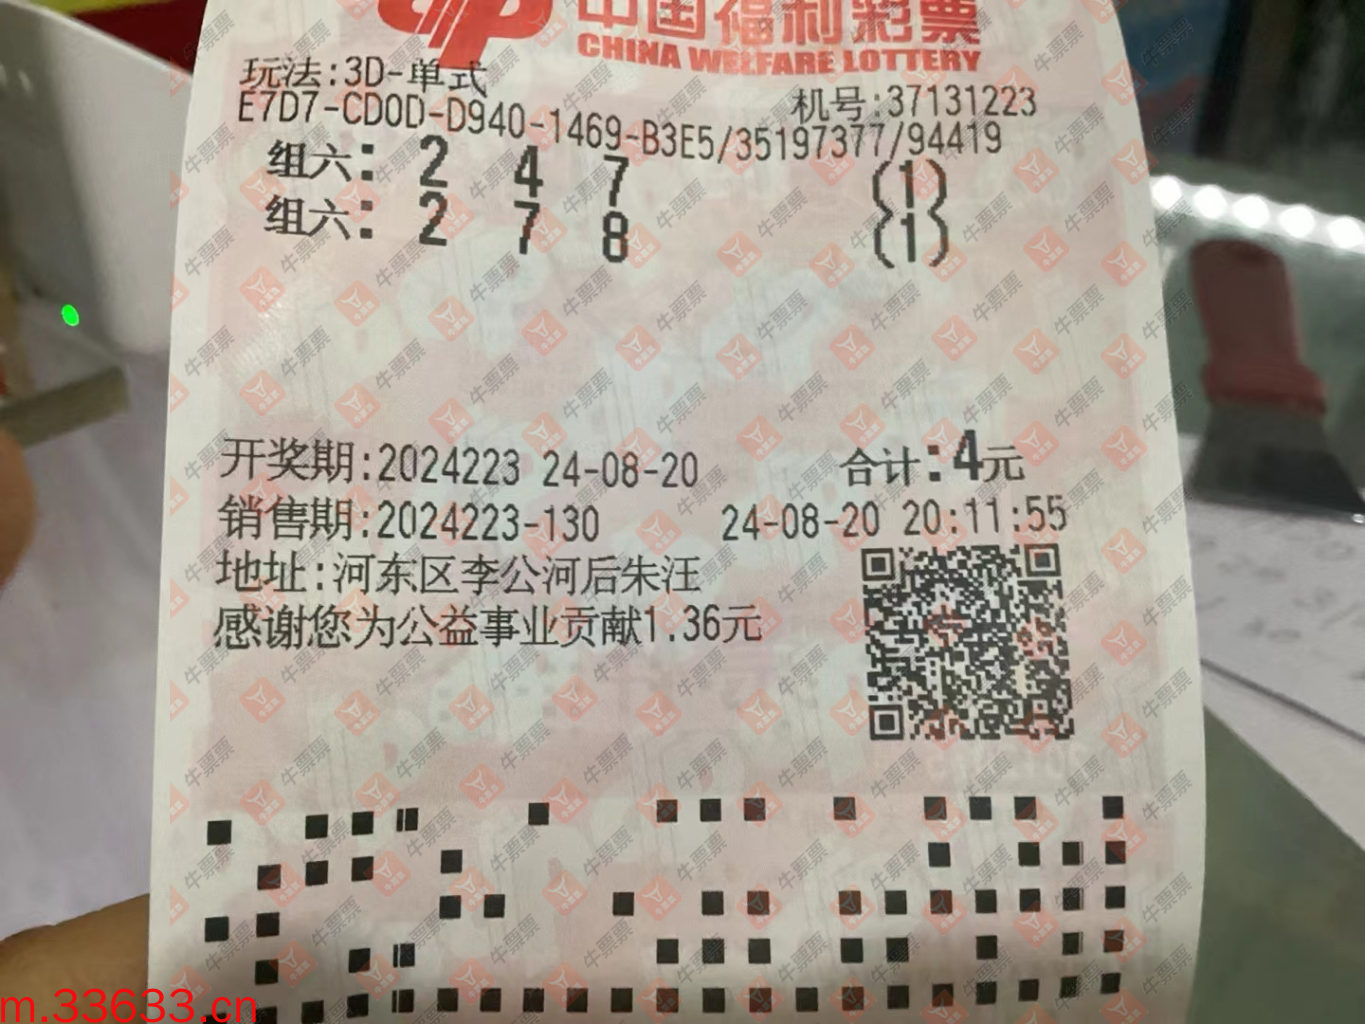 中国福利彩票
CHINA WELFARE LOTTERY
玩法:3D-单式
机号:37131223
E7D7-CD0D-D940-1469-B3E5/35197377/94419
组六: 2 4 7 (1)
组六: 2 7 8 (1)
开奖期:2024223 24-08-20 合计:4元
销售期:2024223-130 24-08-20 20:11:55
地址:河东区李公河后朱汪
感谢您为公益事业贡献1.36元
牛票票
m.33633.cn